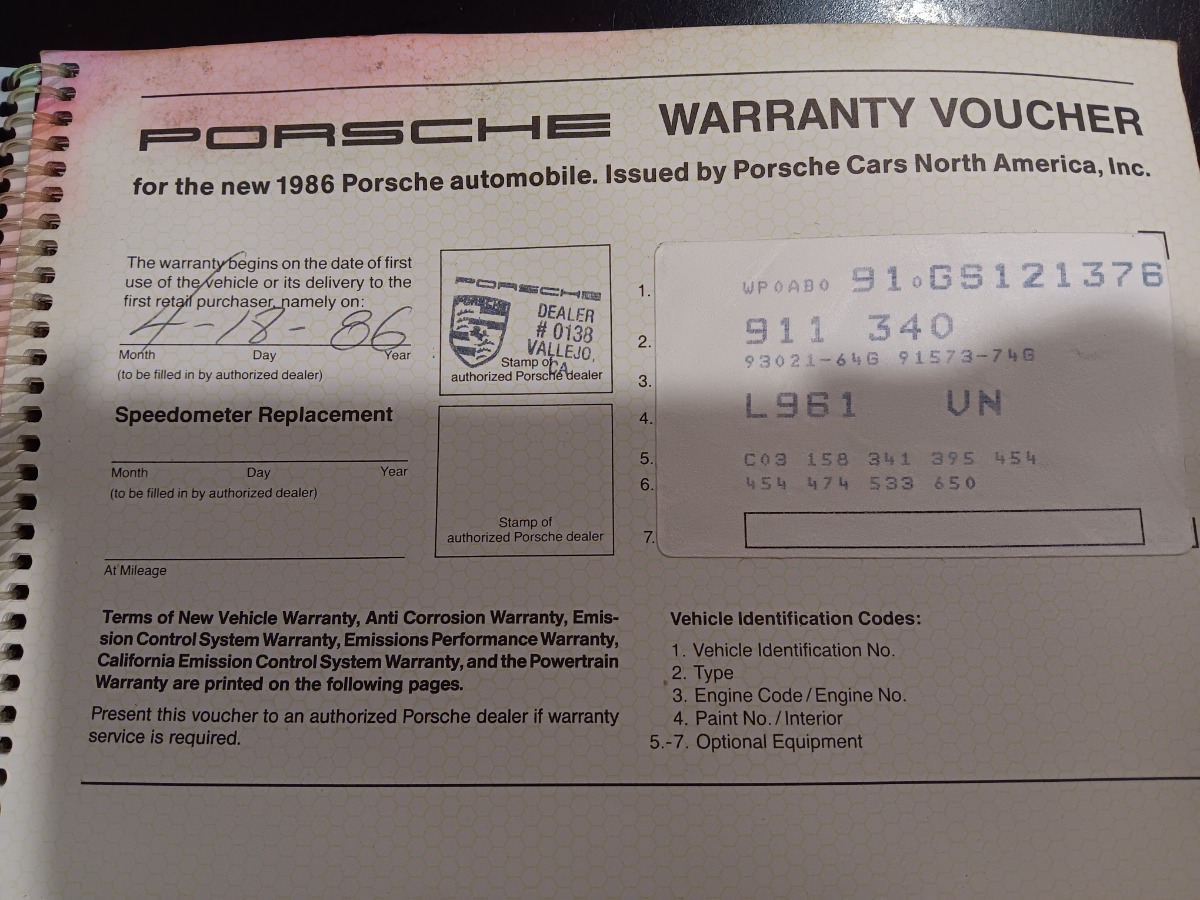 PORSCHE WARRANTY VOUCHER
for the new 1986 Porsche automobile. Issued by Porsche Cars North America, Inc.
The warranty begins on the date of first
use of the vehicle or its delivery to the
first retail purchaser, namely on:
4-18-86
Month Day Year
(to be filled in by authorized dealer)
PORSCHE
DEALER
# 0138
VALLEJO,
CA
Stamp of
authorized Porsche dealer
Speedometer Replacement
Month Day Year
(to be filled in by authorized dealer)
At Mileage
Stamp of
authorized Porsche dealer
1. WP0AB0 91.GS121376
2. 911 340
93021-64G 91573-74G
3.
4. L961 VN
5. C03 158 341 395 454
6. 454 474 533 650
7.
Terms of New Vehicle Warranty, Anti Corrosion Warranty, Emis-
sion Control System Warranty, Emissions Performance Warranty,
California Emission Control System Warranty, and the Powertrain
Warranty are printed on the following pages.
Present this voucher to an authorized Porsche dealer if warranty
service is required.
Vehicle Identification Codes:
1. Vehicle Identification No.
2. Type
3. Engine Code / Engine No.
4. Paint No. / Interior
5.-7. Optional Equipment